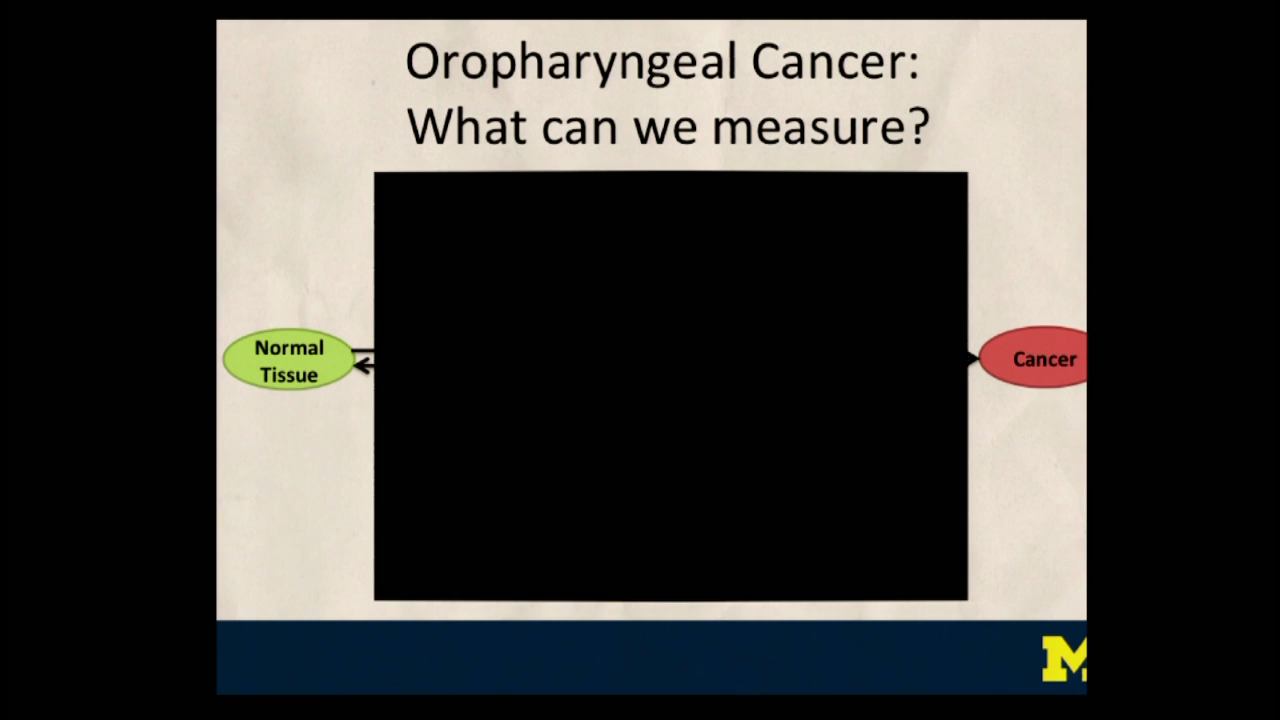 Oropharyngeal Cancer:
What can we measure?
Normal
Tissue
Cancer
M